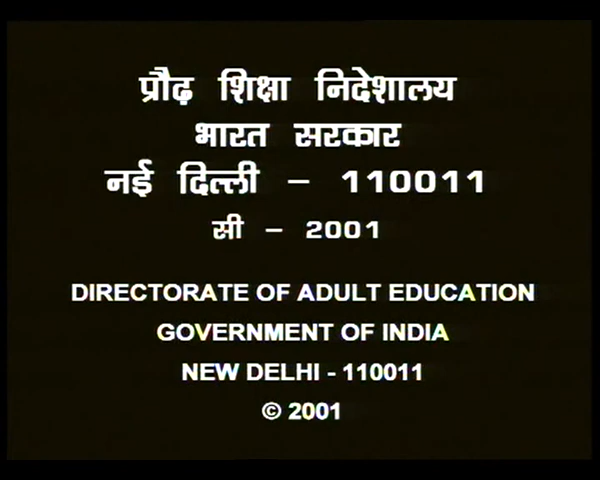 प्रौढ़ शिक्षा निदेशालय
भारत सरकार
नई दिल्ली – 110011
सी – 2001
DIRECTORATE OF ADULT EDUCATION
GOVERNMENT OF INDIA
NEW DELHI - 110011
© 2001